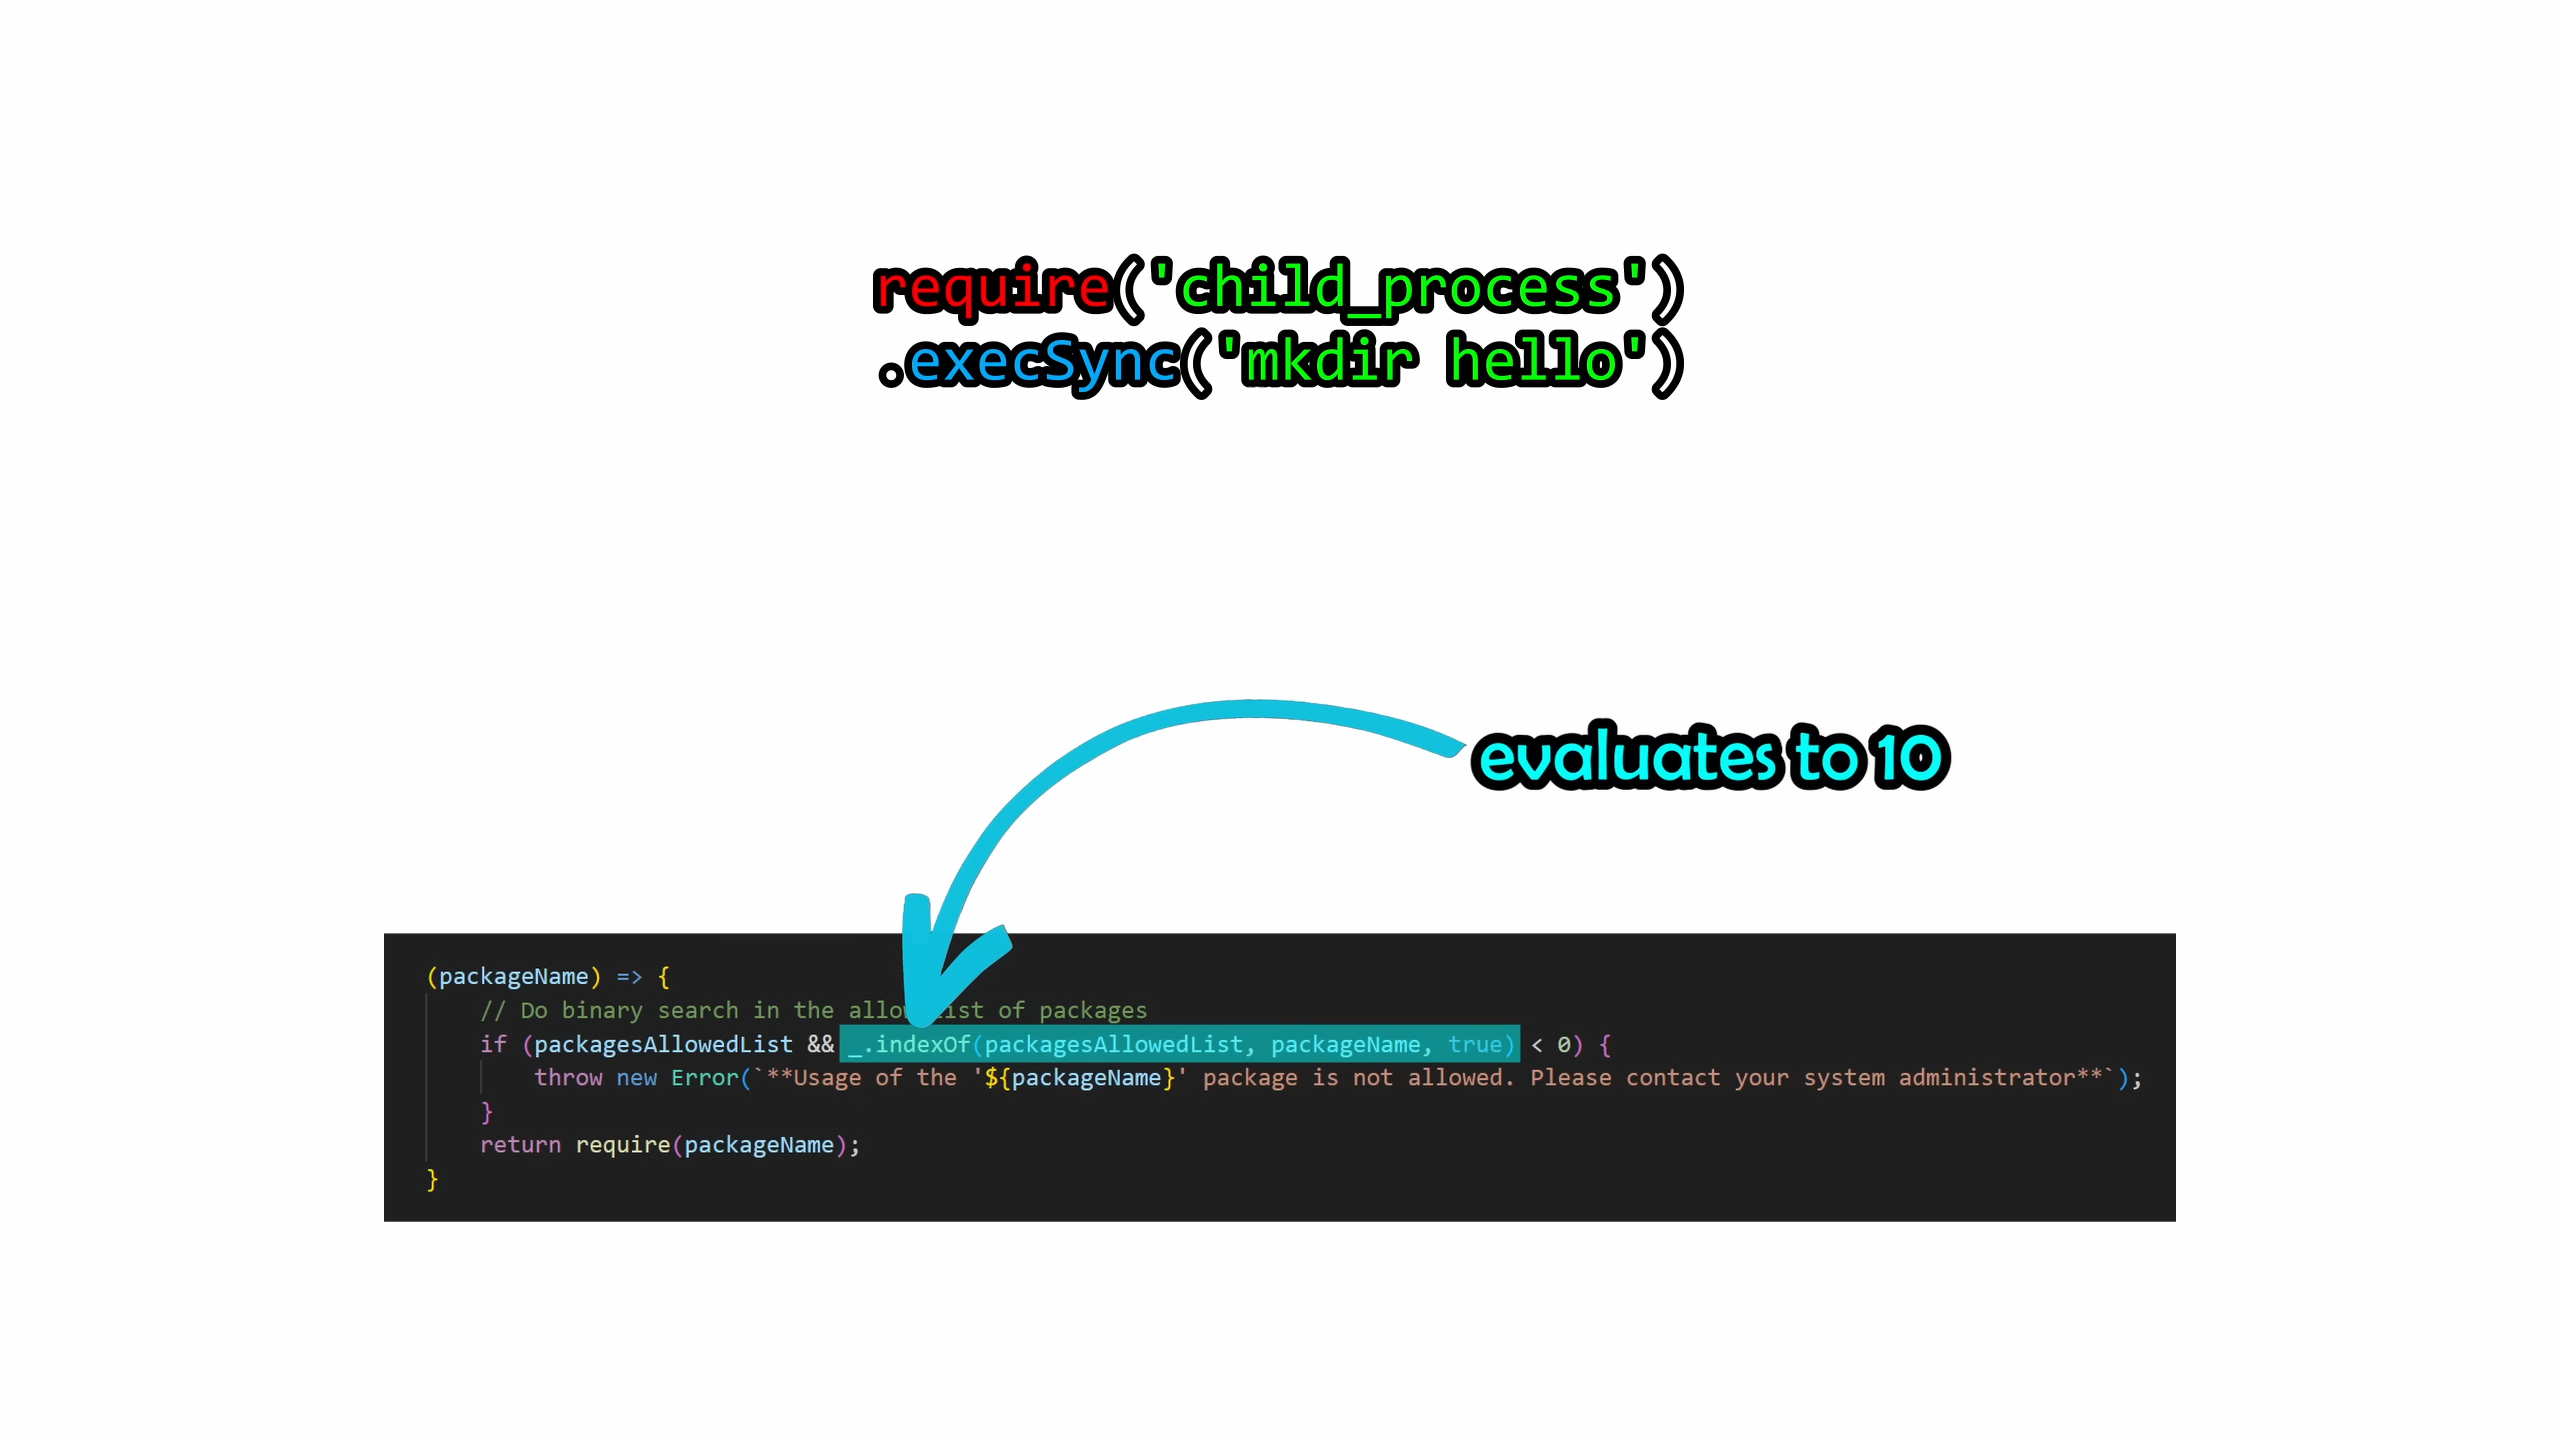 require('child_process')
.execSync('mkdir hello')
evaluates to 10
(packageName) => {
// Do binary search in the allow list of packages
if (packagesAllowedList && _.indexOf(packagesAllowedList, packageName, true) < 0) {
throw new Error(`**Usage of the '${packageName}' package is not allowed. Please contact your system administrator**`);
}
return require(packageName);
}